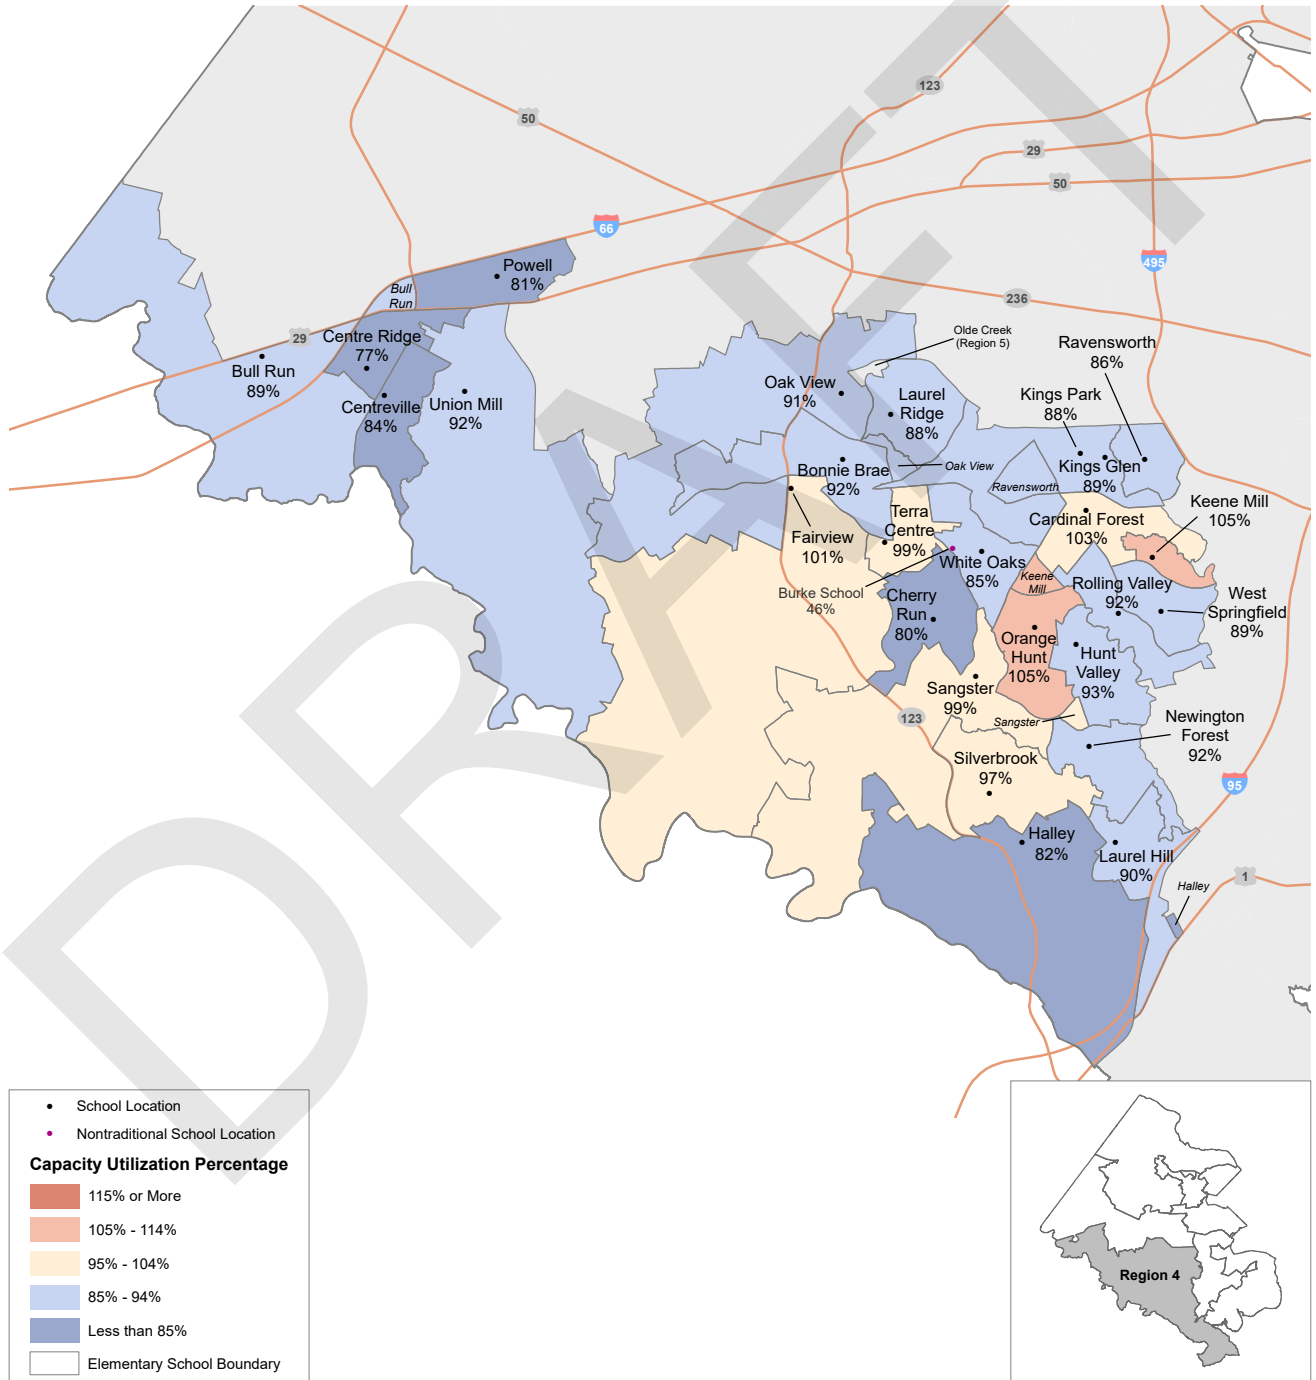 123
50
29
50
66
495
236
Powell
81%
Bull
Run
29
Centre Ridge
77%
Bull Run
89%
Centreville
84%
Union Mill
92%
Olde Creek
(Region 5)
Ravensworth
86%
Oak View
91%
Laurel
Ridge
88%
Kings Park
88%
Bonnie Brae
92%
Oak View
Kings Glen
89%
Ravensworth
Keene Mill
105%
Terra
Centre
99%
Cardinal Forest
103%
Fairview
101%
White Oaks
85%
Keene
Mill
Rolling Valley
92%
West
Springfield
89%
Burke School
46%
Cherry
Run
80%
Orange
Hunt
105%
Hunt
Valley
93%
Sangster
99%
Sangster
123
Newington
Forest
92%
Silverbrook
97%
95
Halley
82%
Laurel Hill
90%
1
Halley
DRAFT
School Location
Nontraditional School Location
Capacity Utilization Percentage
115% or More
105% - 114%
95% - 104%
85% - 94%
Less than 85%
Elementary School Boundary
Region 4